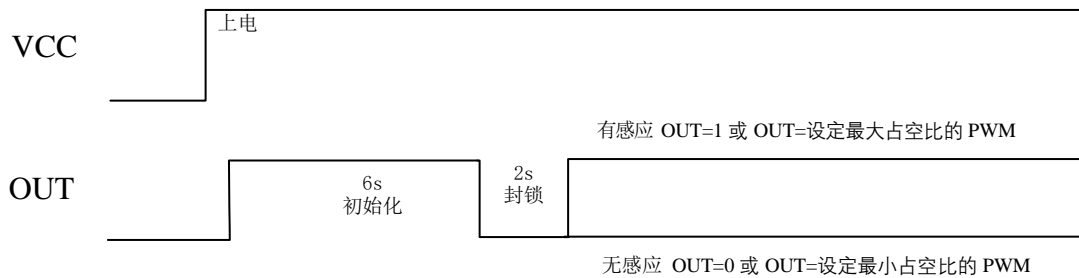 上电
VCC
有感应 OUT=1 或 OUT=设定最大占空比的 PWM
OUT
6s
初始化
2s
封锁
无感应 OUT=0 或 OUT=设定最小占空比的 PWM